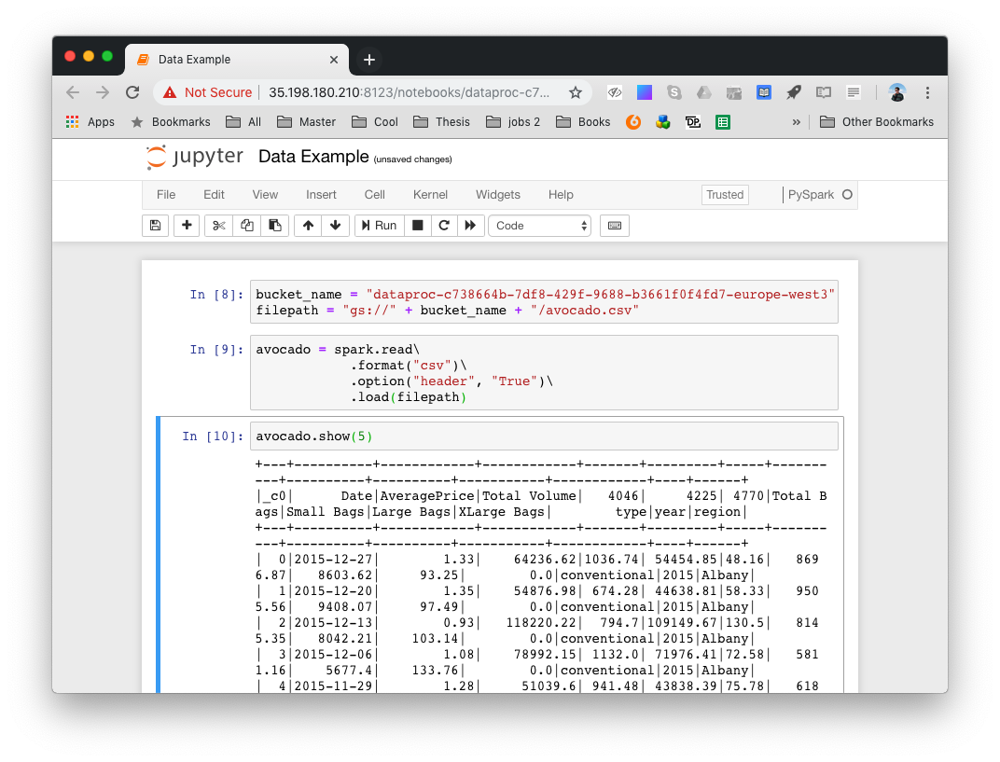 Data Example
Not Secure | 35.198.180.210:8123/notebooks/dataproc-c7...
Apps Bookmarks All Master Cool Thesis jobs 2 Books DP, » Other Bookmarks
jupyter Data Example (unsaved changes)
File Edit View Insert Cell Kernel Widgets Help Trusted PySpark
Run Code
In [8]: bucket_name = "dataproc-c738664b-7df8-429f-9688-b3661f0f4fd7-europe-west3"
filepath = "gs://" + bucket_name + "/avocado.csv"
In [9]: avocado = spark.read\
.format("csv")\
.option("header", "True")\
.load(filepath)
In [10]: avocado.show(5)
+---+----------+------------+------------+-------+---------+-----+-------
---+----------+----------+-----------+------------+----+------+
|_c0|      Date|AveragePrice|Total Volume|   4046|     4225| 4770|Total B
ags|Small Bags|Large Bags|XLarge Bags|        type|year|region|
+---+----------+------------+------------+-------+---------+-----+-------
---+----------+----------+-----------+------------+----+------+
|  0|2015-12-27|        1.33|    64236.62|1036.74| 54454.85|48.16|   869
6.87|   8603.62|     93.25|        0.0|conventional|2015|Albany|
|  1|2015-12-20|        1.35|    54876.98| 674.28| 44638.81|58.33|   950
5.56|   9408.07|     97.49|        0.0|conventional|2015|Albany|
|  2|2015-12-13|        0.93|   118220.22|  794.7|109149.67|130.5|   814
5.35|   8042.21|    103.14|        0.0|conventional|2015|Albany|
|  3|2015-12-06|        1.08|    78992.15| 1132.0| 71976.41|72.58|   581
1.16|    5677.4|    133.76|        0.0|conventional|2015|Albany|
|  4|2015-11-29|        1.28|     51039.6| 941.48| 43838.39|75.78|   618